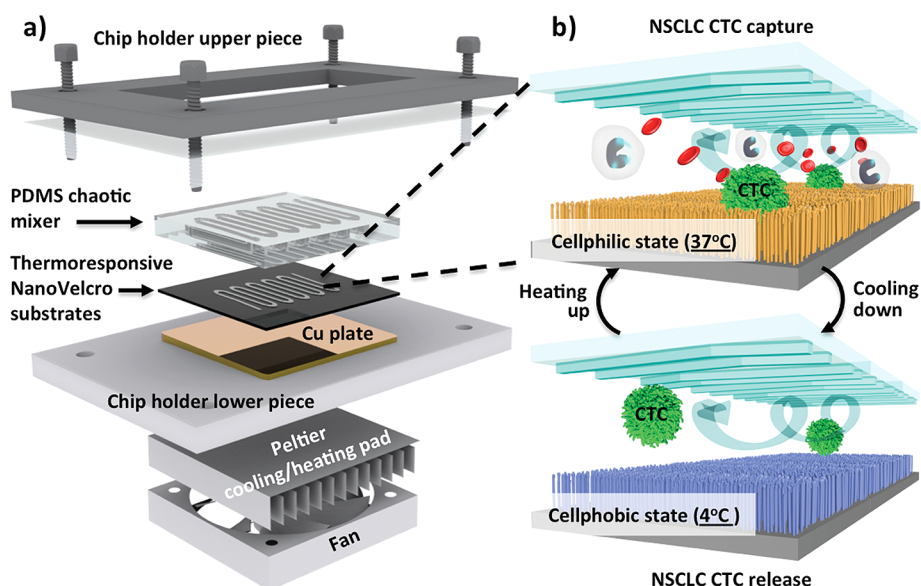 a)
Chip holder upper piece
PDMS chaotic
mixer
Thermoresponsive
NanoVelcro
substrates
Cu plate
Chip holder lower piece
Peltier
cooling/heating pad
Fan
b)
NSCLC CTC capture
CTC
Cellphilic state (37°C)
Heating
up
Cooling
down
CTC
Cellphobic state (4°C)
NSCLC CTC release